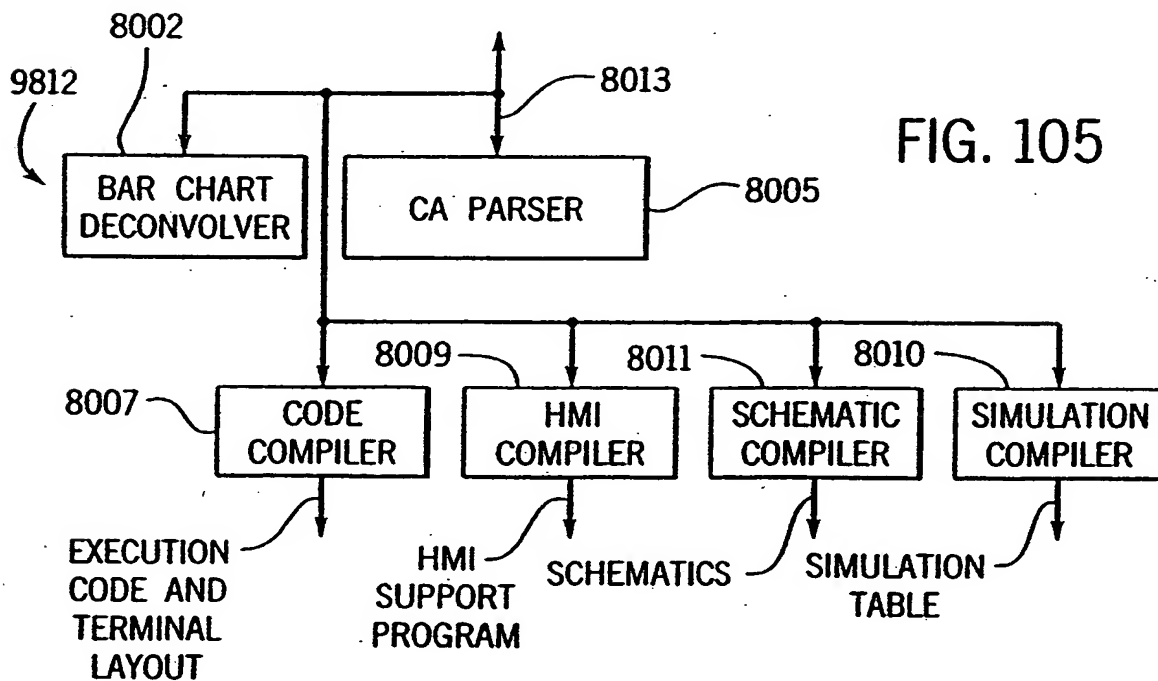 8002
9812
8013
FIG. 105
BAR CHART
DECONVOLVER
CA PARSER
8005
8009
8011
8010
8007
CODE
COMPILER
HMI
COMPILER
SCHEMATIC
COMPILER
SIMULATION
COMPILER
EXECUTION
CODE AND
TERMINAL
LAYOUT
HMI
SUPPORT
PROGRAM
SCHEMATICS
SIMULATION
TABLE